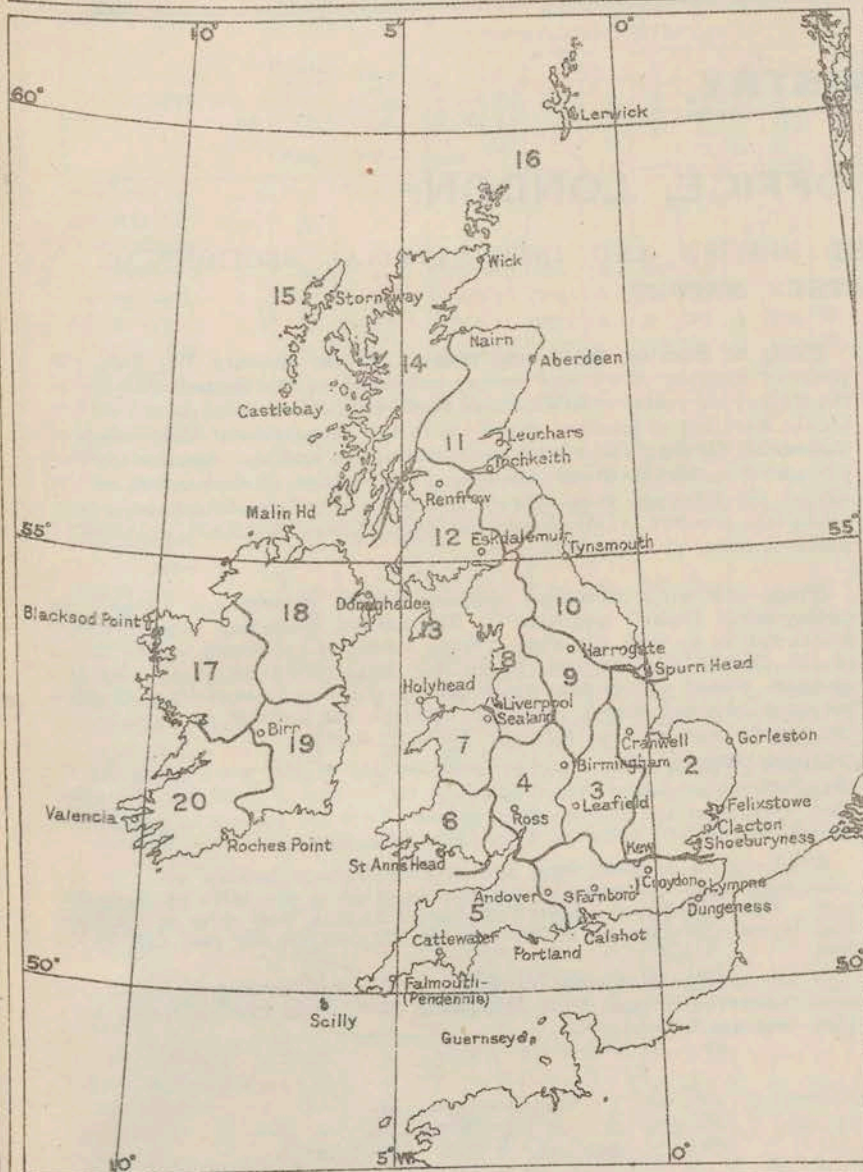 10°
5°
0°
60°
Lerwick
16
Wick
15
Stornoway
Nairn
14
Aberdeen
Castlebay
11
Leuchars
Inchkeith
Renfrew
Malin Hd
55°
12
Eskdalemuir
Tynemouth
55°
Donaghadee
18
10
Blacksod Point
13
Harrogate
17
8
9
Spurn Head
Holyhead
Liverpool
Sealand
Birr
19
7
Cranwell
Gorleston
Birmingham
2
4
3
20
Leafield
Felixstowe
Valencia
Ross
Clacton
6
Shoeburyness
Roches Point
Kew
St Anns Head
Croydon
Lympne
Andover
S. Farnboro'
Dungeness
5
Cattewater
Calshot
Portland
50°
50°
Falmouth-
(Pendennis)
Scilly
Guernsey
10°
5°W.
0°